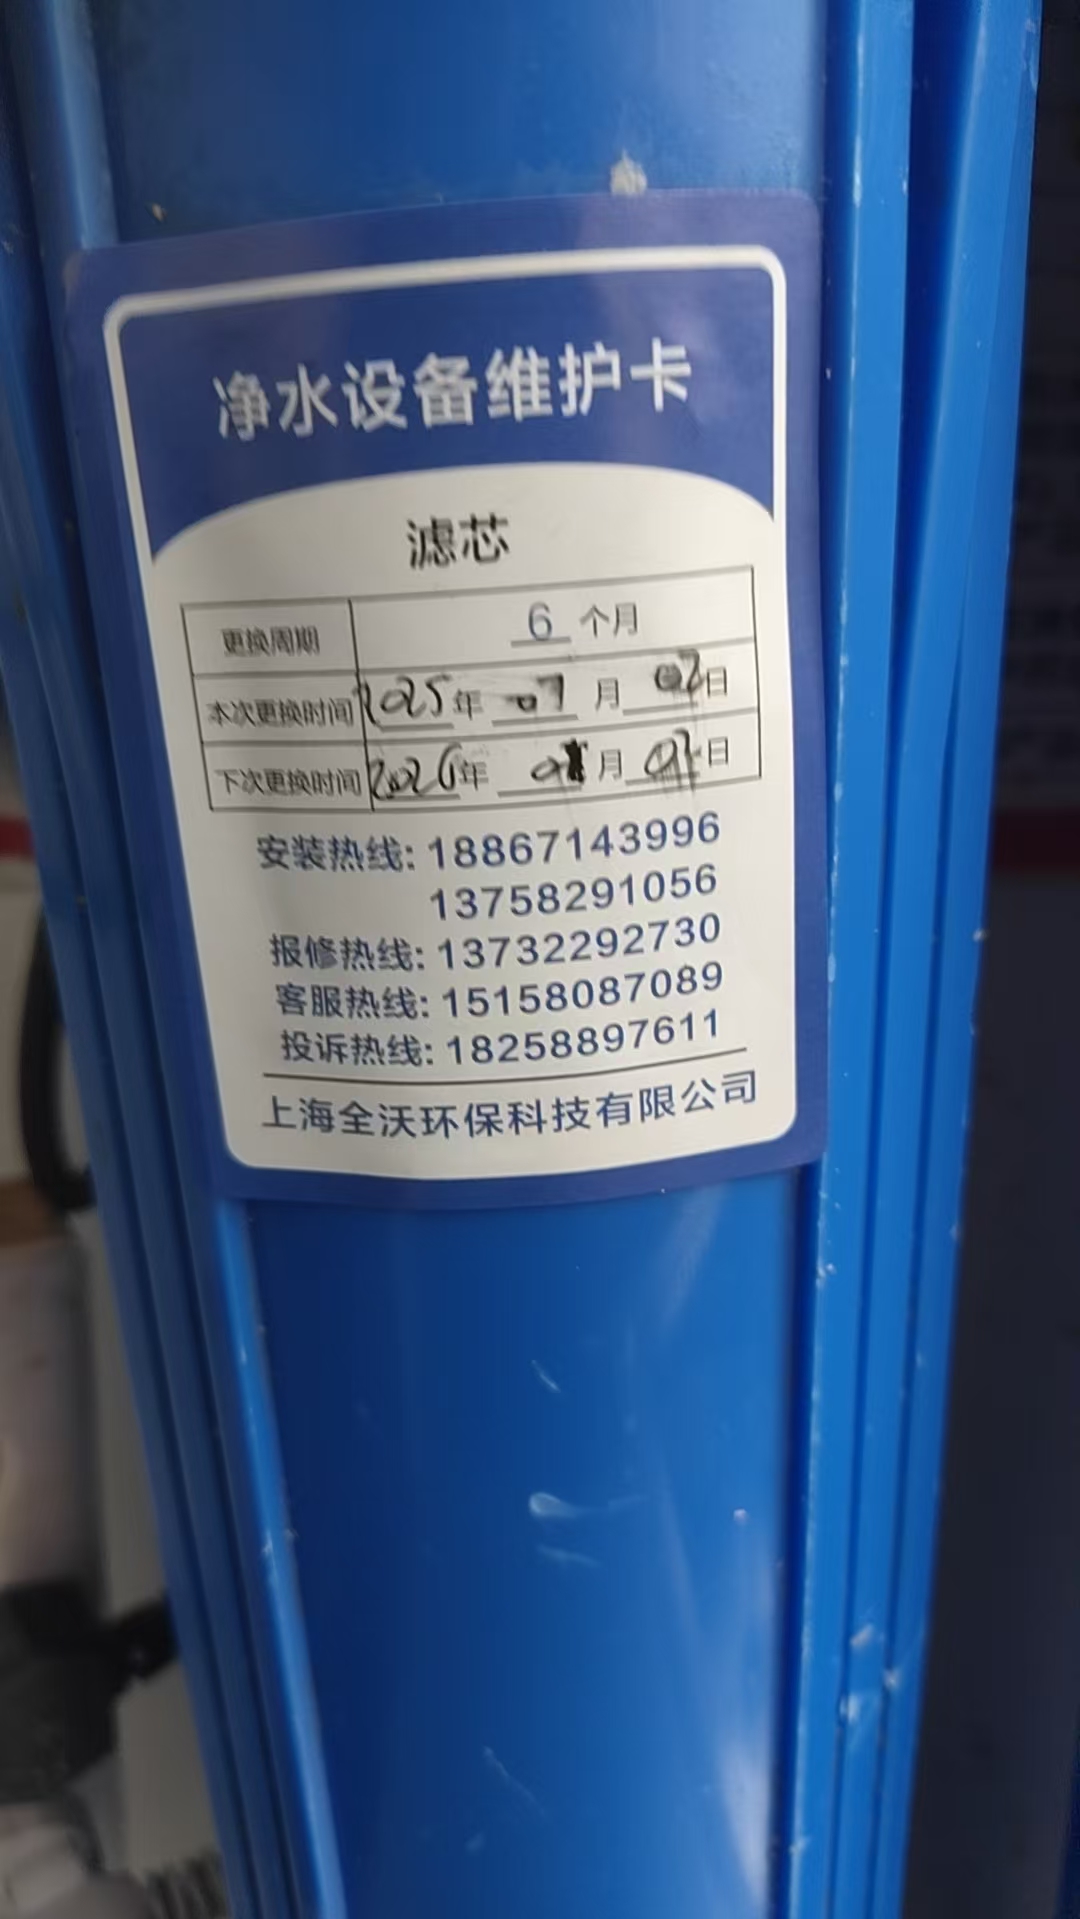 净水设备维护卡
滤芯
更换周期 6 个月
本次更换时间 2025年 07 月 02日
下次更换时间 2026年 01月 日
安装热线: 18867143996
13758291056
报修热线: 13732292730
客服热线: 15158087089
投诉热线: 18258897611
上海全沃环保科技有限公司